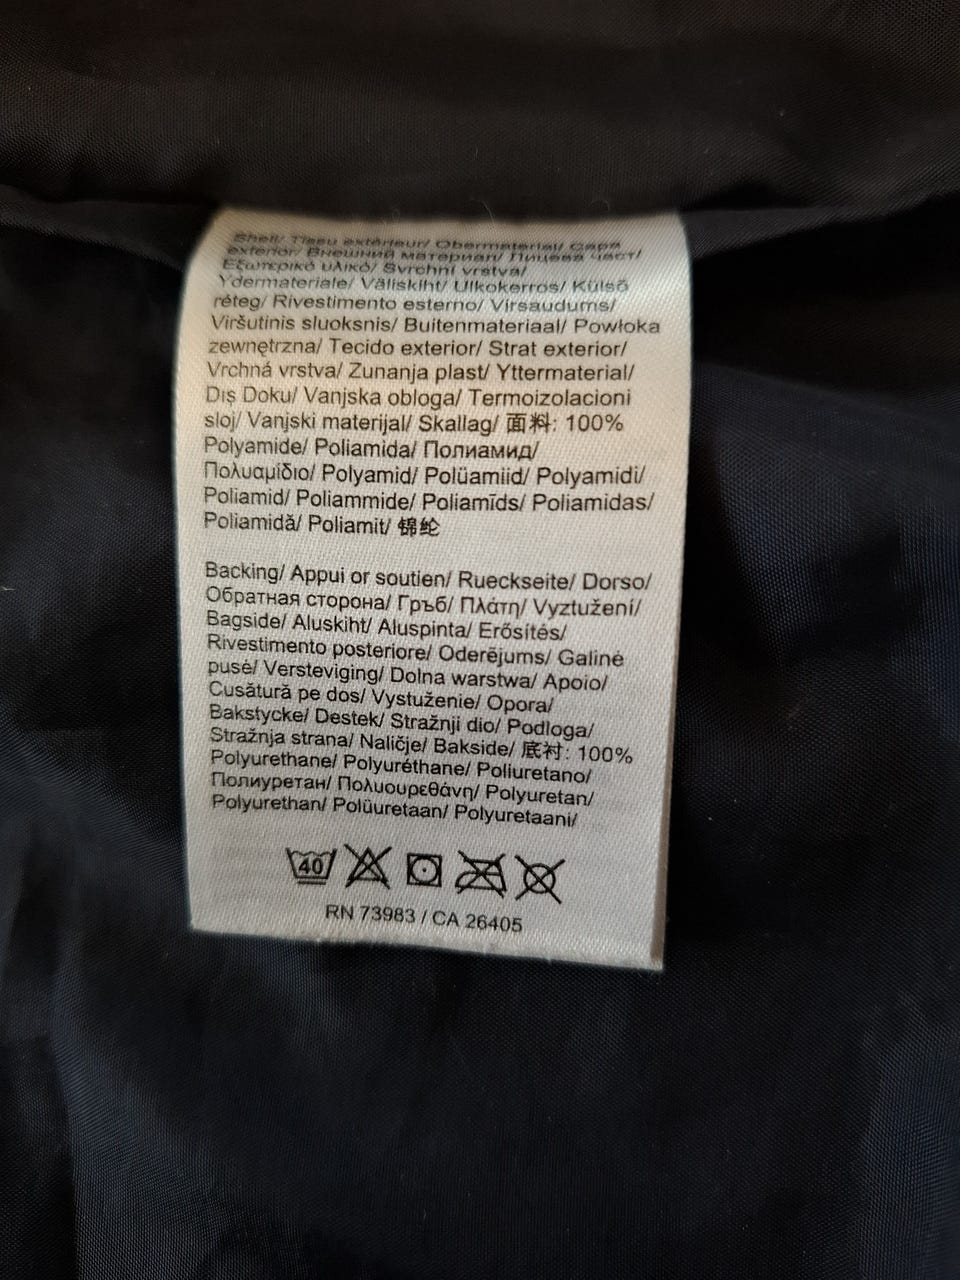 Shell/ Tissu extérieur/ Obermaterial/ Capa
exterior/ Внешний материал/ Лицева част/
Εξωτερικό υλικό/ Svrchní vrstva/
Ydermateriale/ Väliskiht/ Ulkokerros/ Külső
réteg/ Rivestimento esterno/ Virsaudums/
Viršutinis sluoksnis/ Buitenmateriaal/ Powłoka
zewnętrzna/ Tecido exterior/ Strat exterior/
Vrchná vrstva/ Zunanja plast/ Yttermaterial/
Dış Doku/ Vanjska obloga/ Termoizolacioni
sloj/ Vanjski materijal/ Skallag/ 面料: 100%
Polyamide/ Poliamida/ Полиамид/
Πολυαμίδιο/ Polyamid/ Polüamiid/ Polyamidi/
Poliamid/ Poliammide/ Poliamīds/ Poliamidas/
Poliamidă/ Poliamit/ 锦纶
Backing/ Appui or soutien/ Rueckseite/ Dorso/
Обратная сторона/ Гръб/ Πλάτη/ Vyztužení/
Bagside/ Aluskiht/ Aluspinta/ Erősítés/
Rivestimento posteriore/ Oderējums/ Galinė
pusė/ Versteviging/ Dolna warstwa/ Apoio/
Cusătură pe dos/ Vystuženie/ Opora/
Bakstycke/ Destek/ Stražnji dio/ Podloga/
Stražnja strana/ Naličje/ Bakside/ 底衬: 100%
Polyurethane/ Polyuréthane/ Poliuretano/
Полиуретан/ Πολυουρεθάνη/ Polyuretan/
Polyurethan/ Polüuretaan/ Polyuretaani/
40
RN 73983 / CA 26405